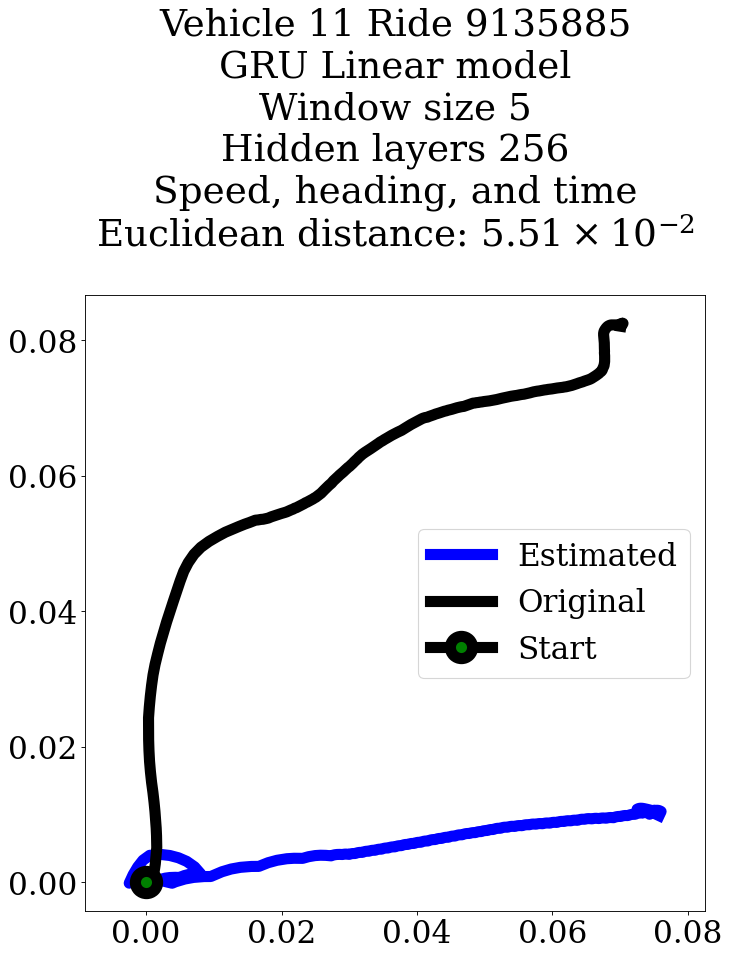 Vehicle 11 Ride 9135885
GRU Linear model
Window size 5
Hidden layers 256
Speed, heading, and time
Euclidean distance: 5.51 × 10⁻²
0.08
0.06
0.04
0.02
0.00
Estimated
Original
Start
0.00 0.02 0.04 0.06 0.08